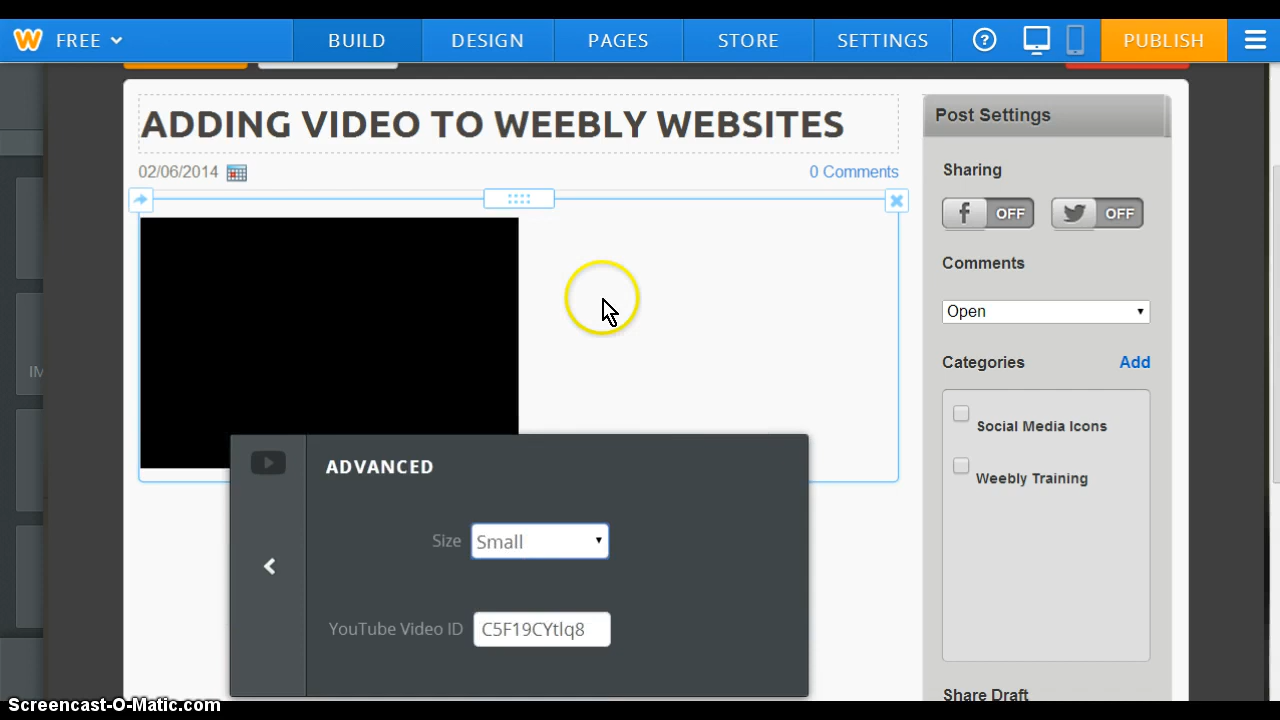 FREE BUILD DESIGN PAGES STORE SETTINGS ? PUBLISH
ADDING VIDEO TO WEEBLY WEBSITES
02/06/2014 0 Comments
Post Settings
Sharing
f OFF OFF
Comments
Open
Categories Add
Social Media Icons
Weebly Training
IM
ADVANCED
Size Small
YouTube Video ID C5F19CYtlq8
Share Draft
Screencast-O-Matic.com